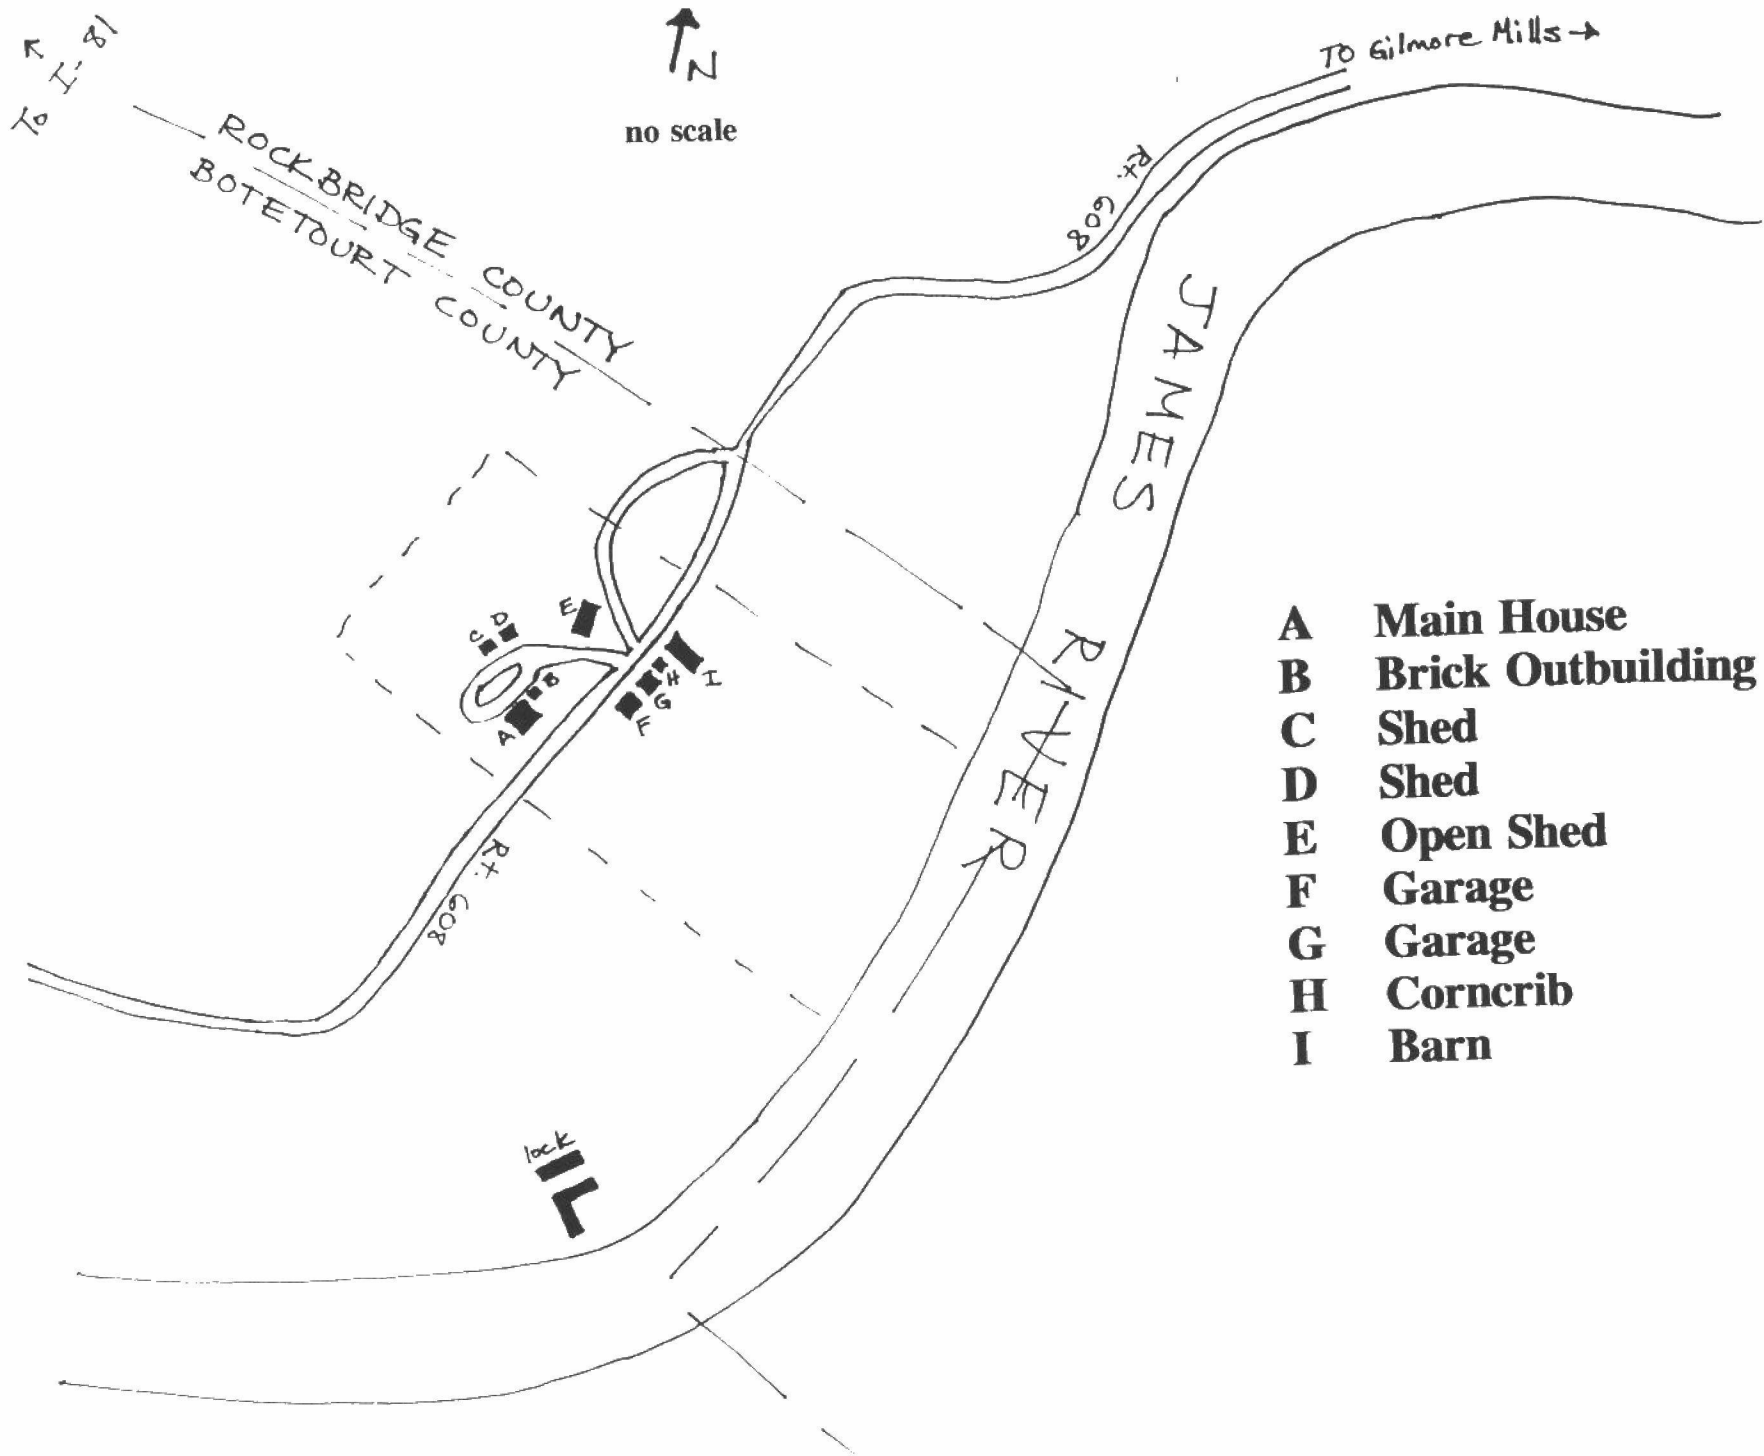 To I-81
N
no scale
TO Gilmore Mills
ROCKBRIDGE COUNTY
BOTETOURT COUNTY
Rt. 608
JAMES RIVER
E
D
C
B
A
I
H
G
F
Rt. 608
lock
A Main House
B Brick Outbuilding
C Shed
D Shed
E Open Shed
F Garage
G Garage
H Corncrib
I Barn